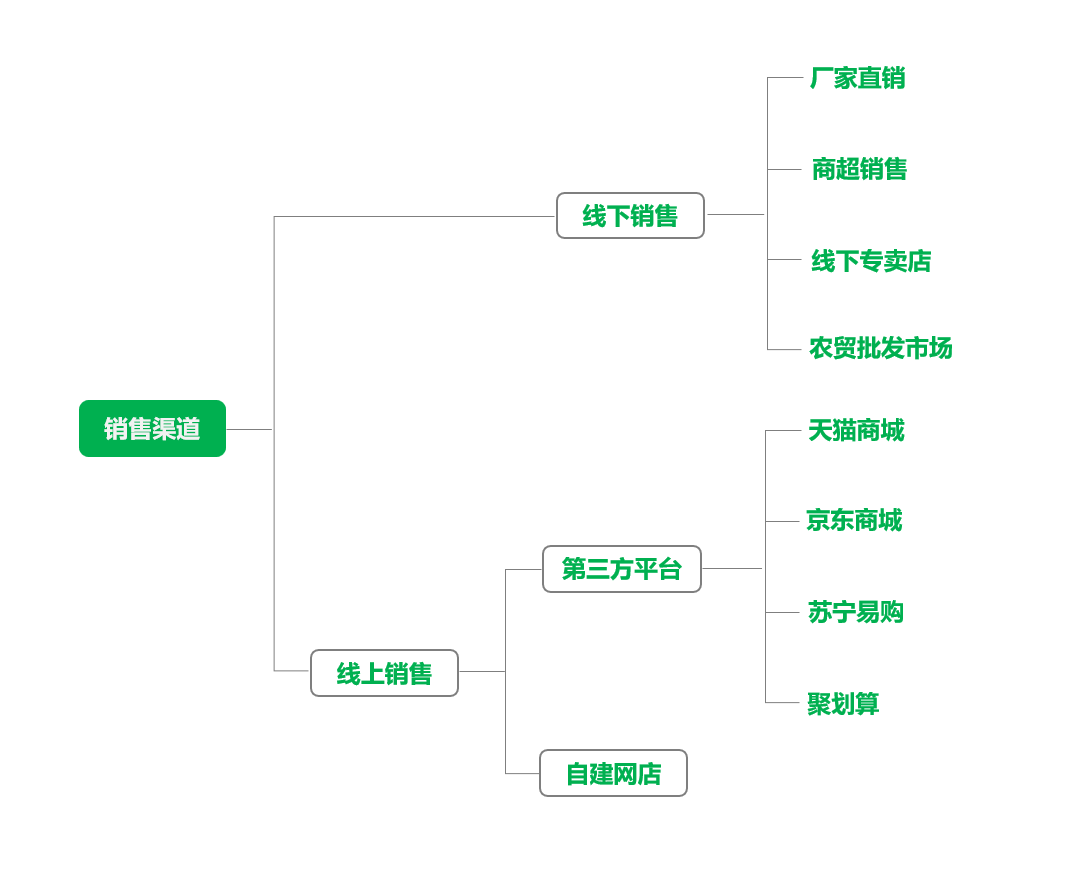 销售渠道
线下销售
厂家直销
商超销售
线下专卖店
农贸批发市场
线上销售
第三方平台
天猫商城
京东商城
苏宁易购
聚划算
自建网店